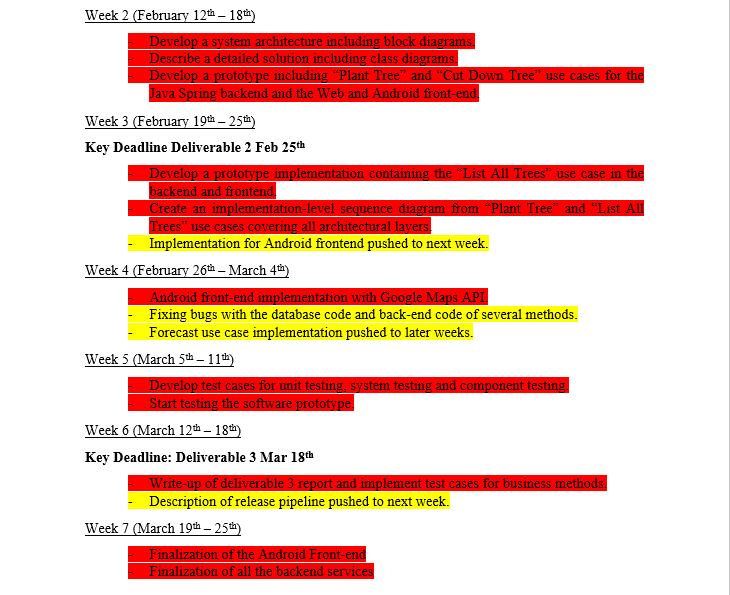 Week 2 (February 12th – 18th)
- Develop a system architecture including block diagrams.
- Describe a detailed solution including class diagrams.
- Develop a prototype including “Plant Tree” and “Cut Down Tree” use cases for the
Java Spring backend and the Web and Android front-end.
Week 3 (February 19th – 25th)
Key Deadline Deliverable 2 Feb 25th
- Develop a prototype implementation containing the “List All Trees” use case in the
backend and frontend.
- Create an implementation-level sequence diagram from “Plant Tree” and “List All
Trees” use cases covering all architectural layers.
- Implementation for Android frontend pushed to next week.
Week 4 (February 26th – March 4th)
- Android front-end implementation with Google Maps API.
- Fixing bugs with the database code and back-end code of several methods.
- Forecast use case implementation pushed to later weeks.
Week 5 (March 5th – 11th)
- Develop test cases for unit testing, system testing and component testing.
- Start testing the software prototype.
Week 6 (March 12th – 18th)
Key Deadline: Deliverable 3 Mar 18th
- Write-up of deliverable 3 report and implement test cases for business methods.
- Description of release pipeline pushed to next week.
Week 7 (March 19th – 25th)
- Finalization of the Android Front-end
- Finalization of all the backend services